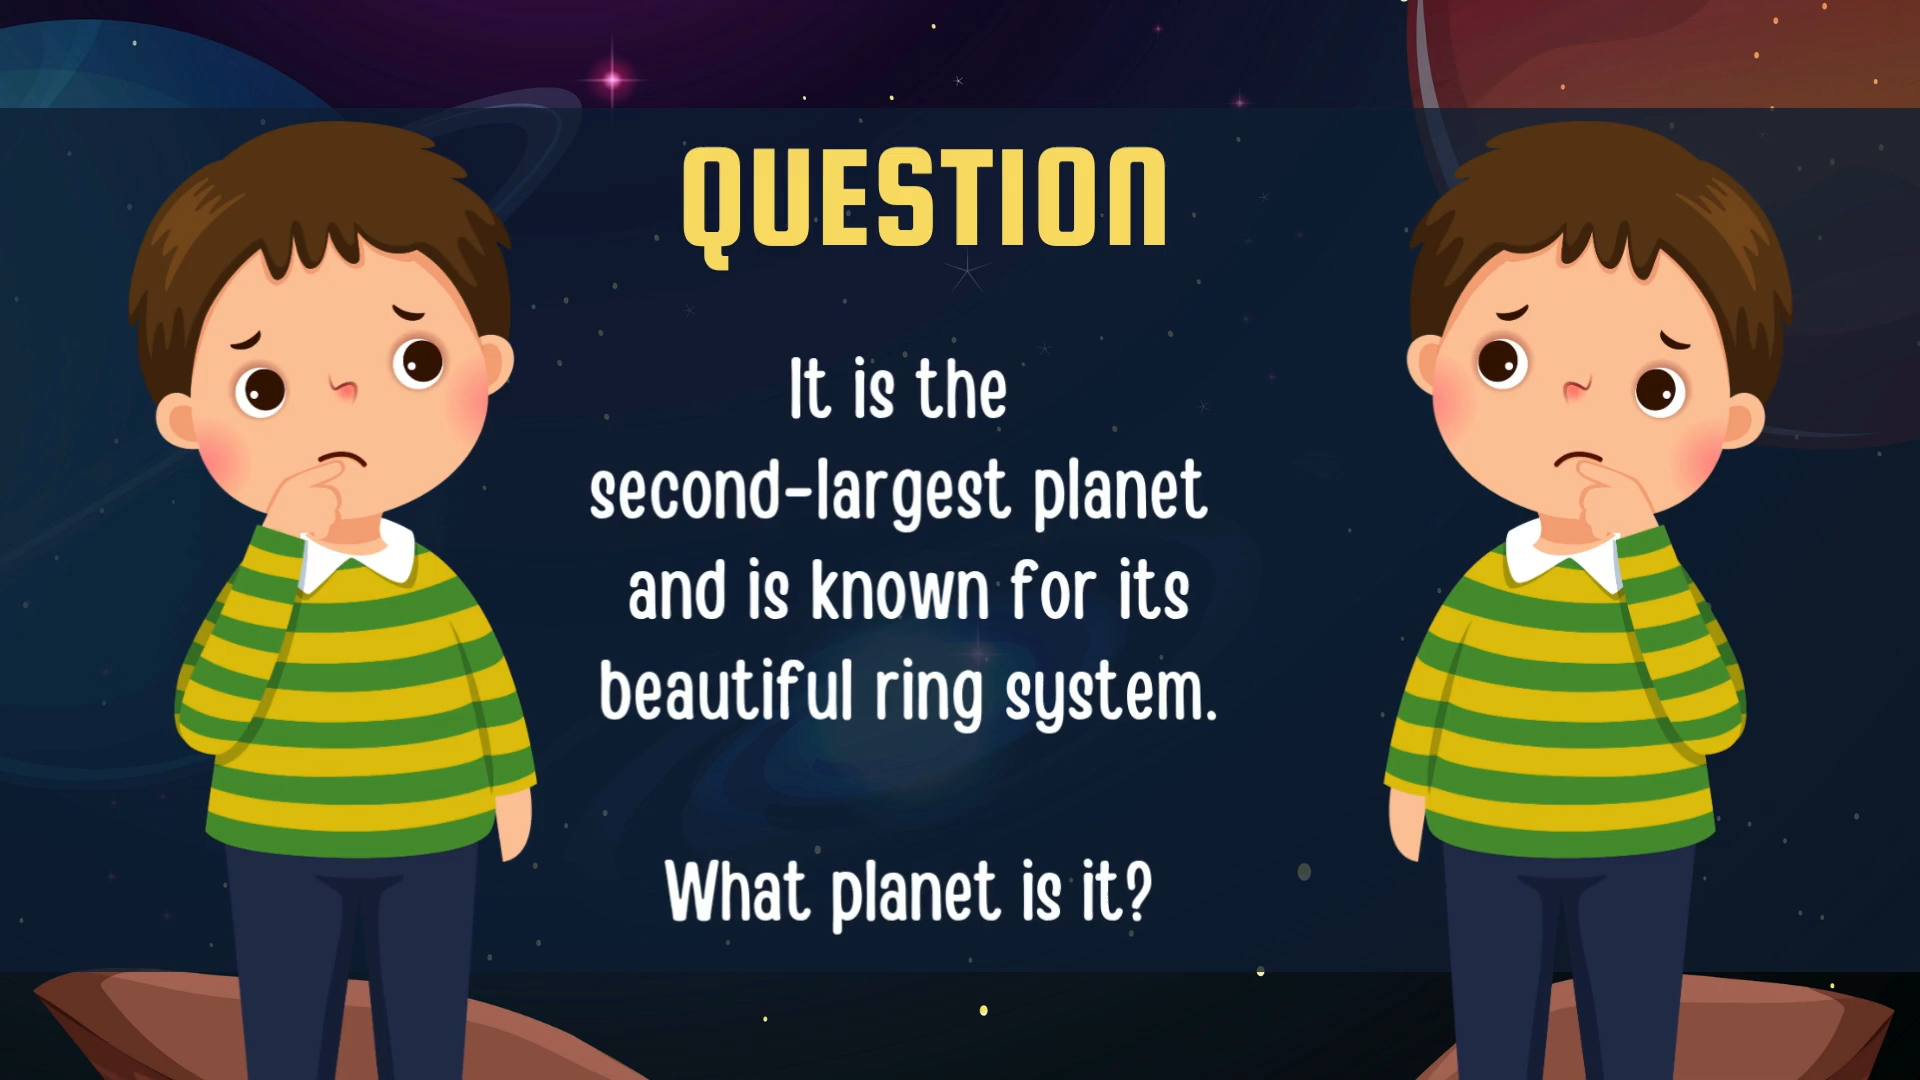 QUESTION
It is the
second-largest planet
and is known for its
beautiful ring system.
What planet is it?